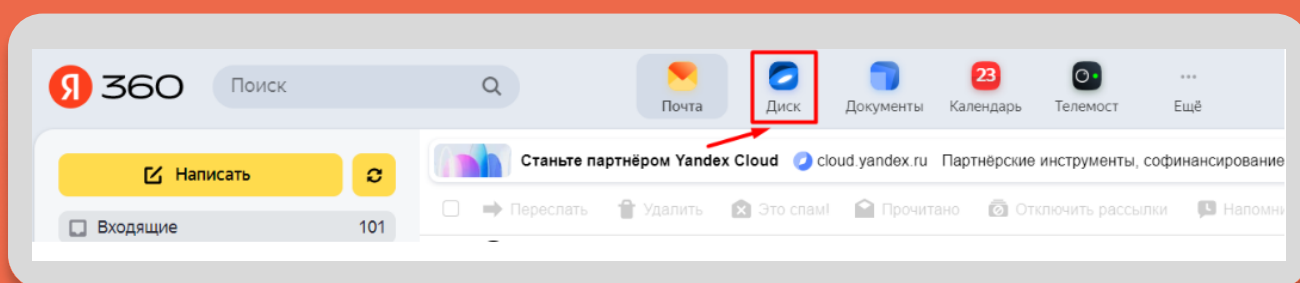 Я 360 Поиск
Почта Диск Документы 23 Календарь Телемост Ещё
Станьте партнёром Yandex Cloud cloud.yandex.ru Партнёрские инструменты, софинансирование
Написать
Переслать Удалить Это спам! Прочитано Отключить рассылки
Входящие 101